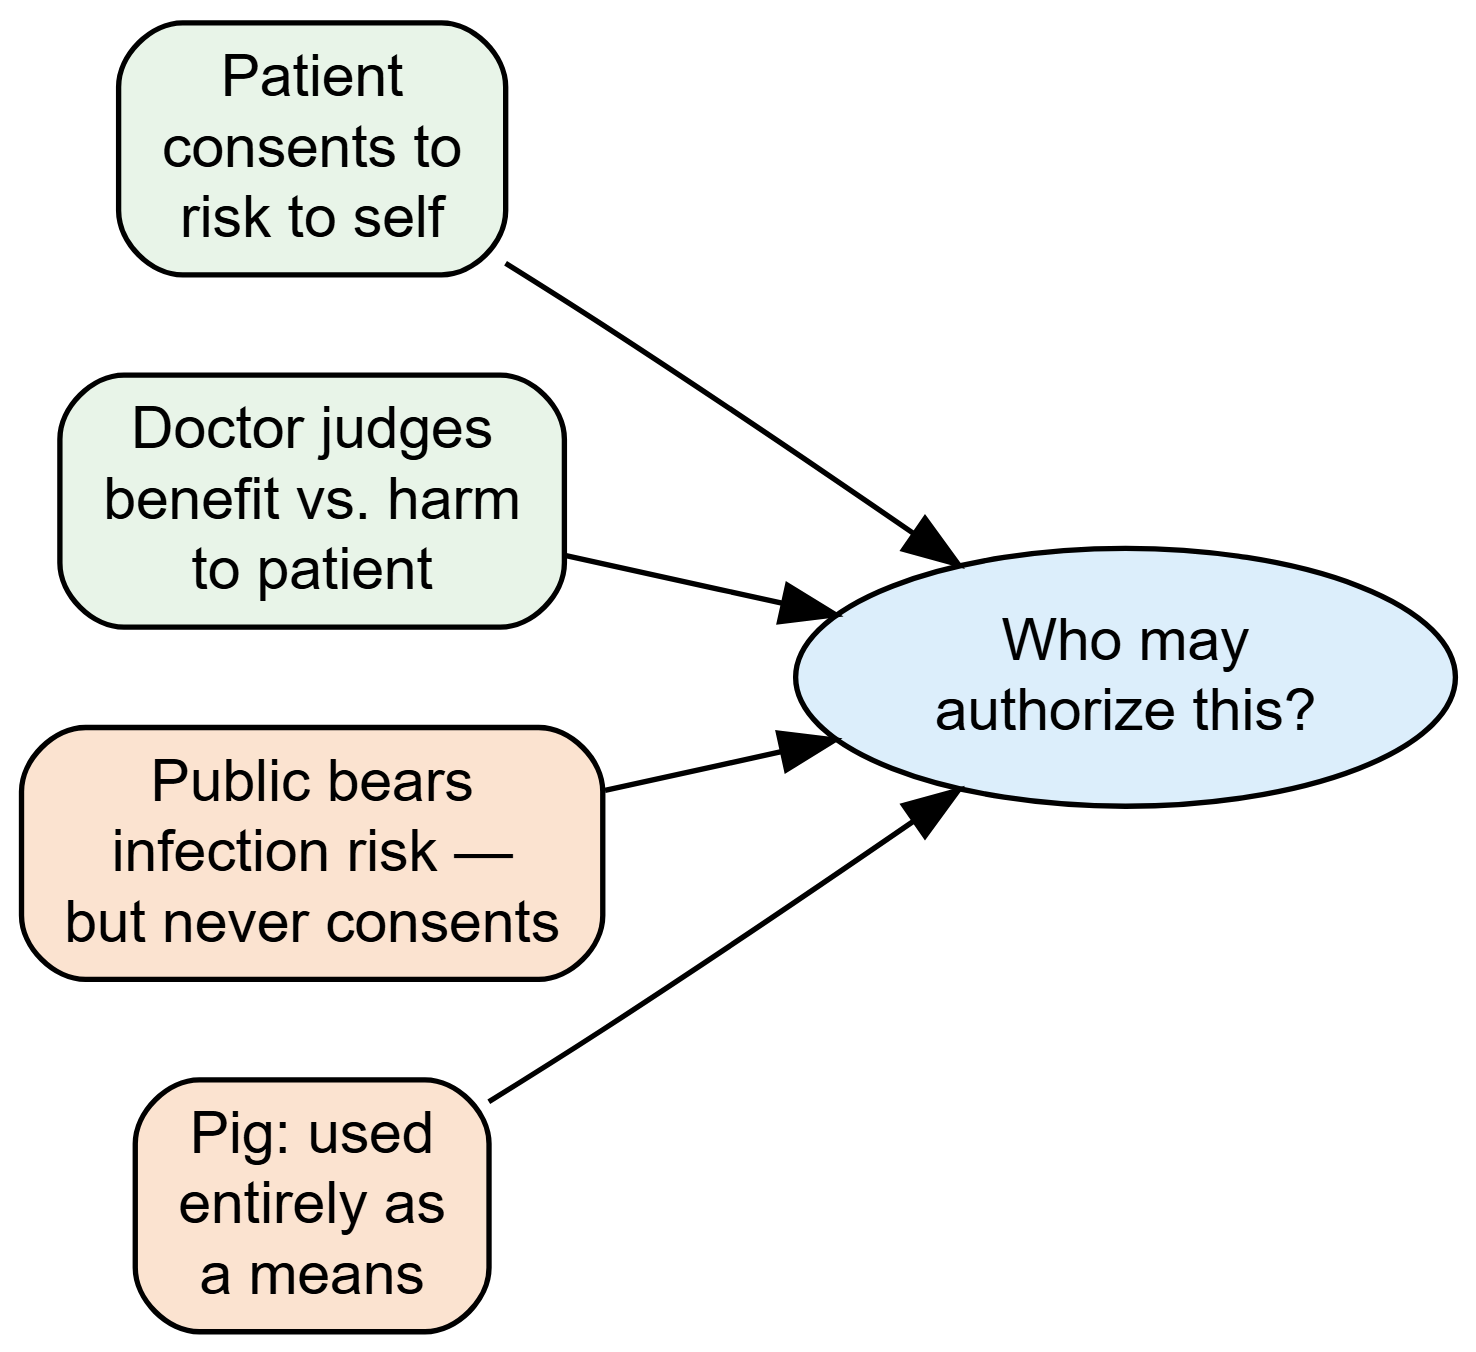 Patient
consents to
risk to self
Doctor judges
benefit vs. harm
to patient
Who may
authorize this?
Public bears
infection risk —
but never consents
Pig: used
entirely as
a means